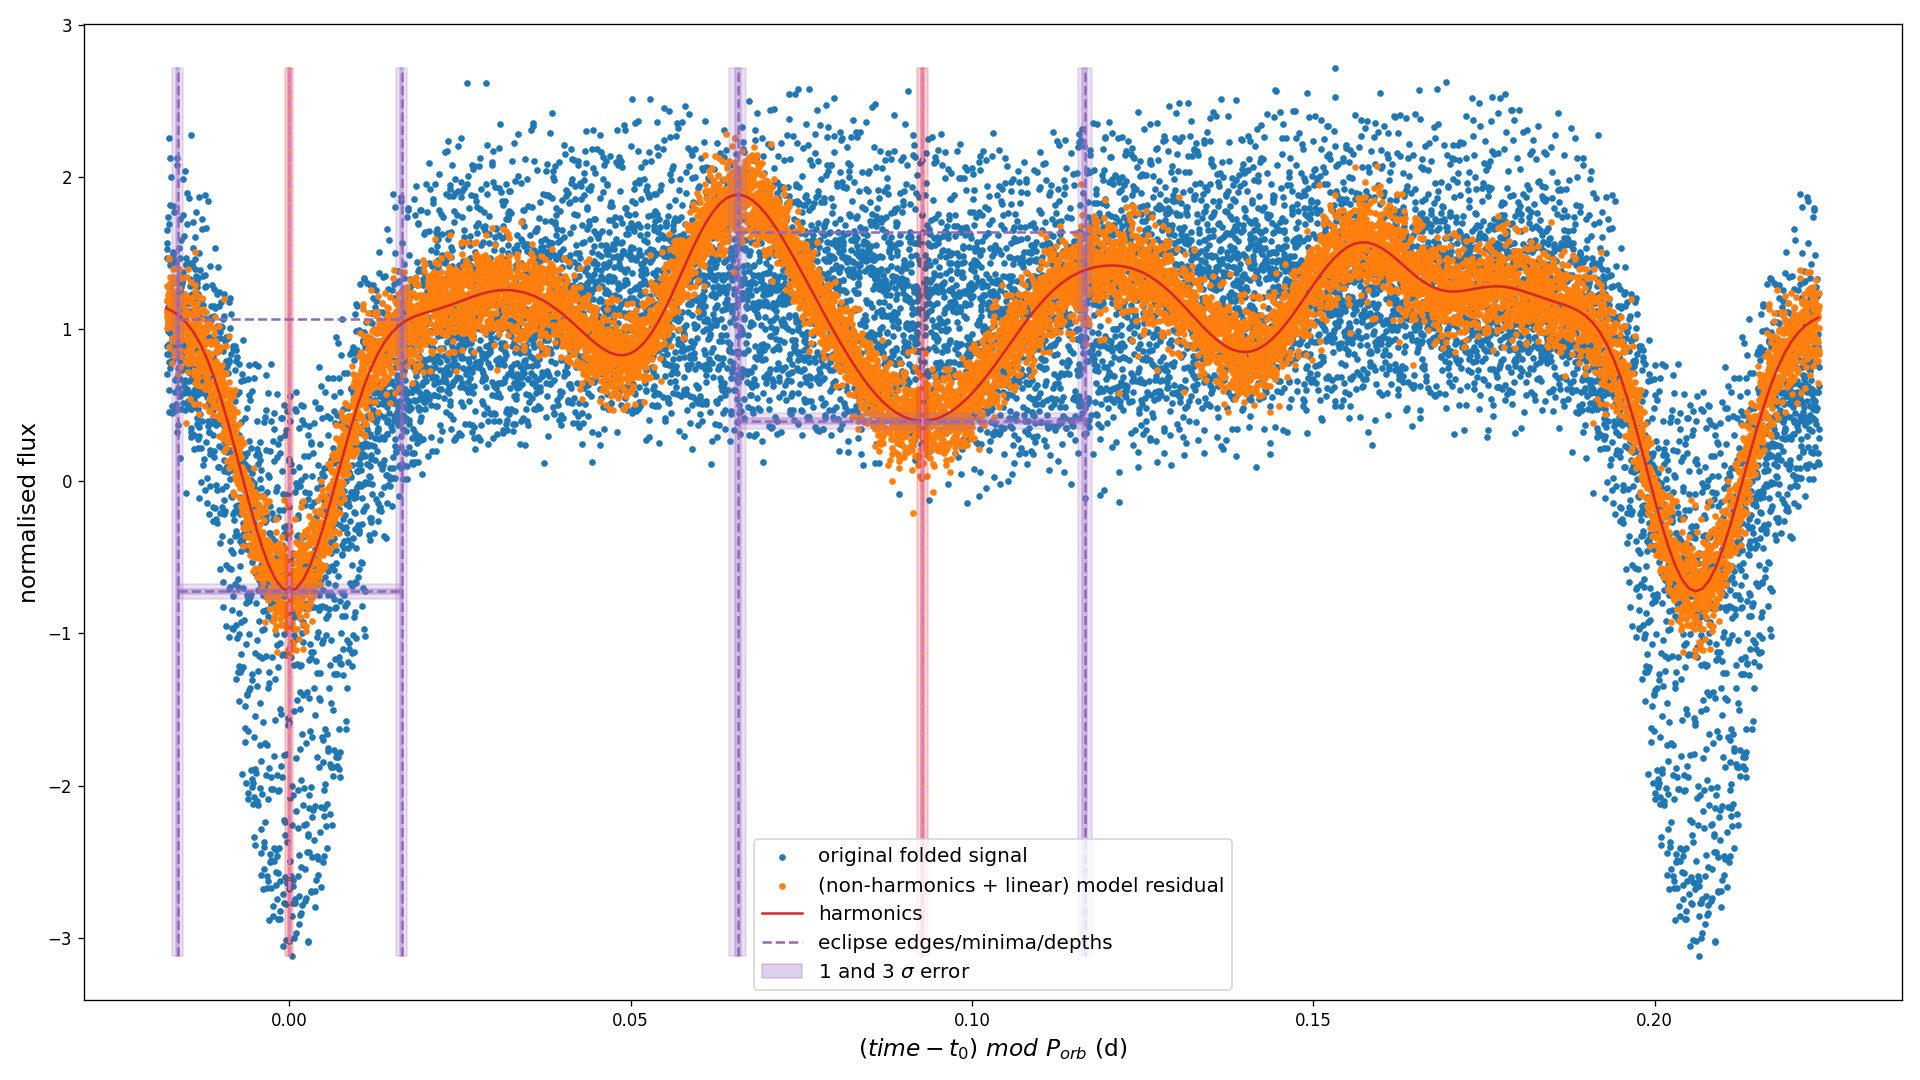 3
2
1
0
−1
−2
−3
normalised flux
original folded signal
(non-harmonics + linear) model residual
harmonics
eclipse edges/minima/depths
1 and 3 σ error
0.00 0.05 0.10 0.15 0.20
(time − t₀) mod Pₒᵣb (d)